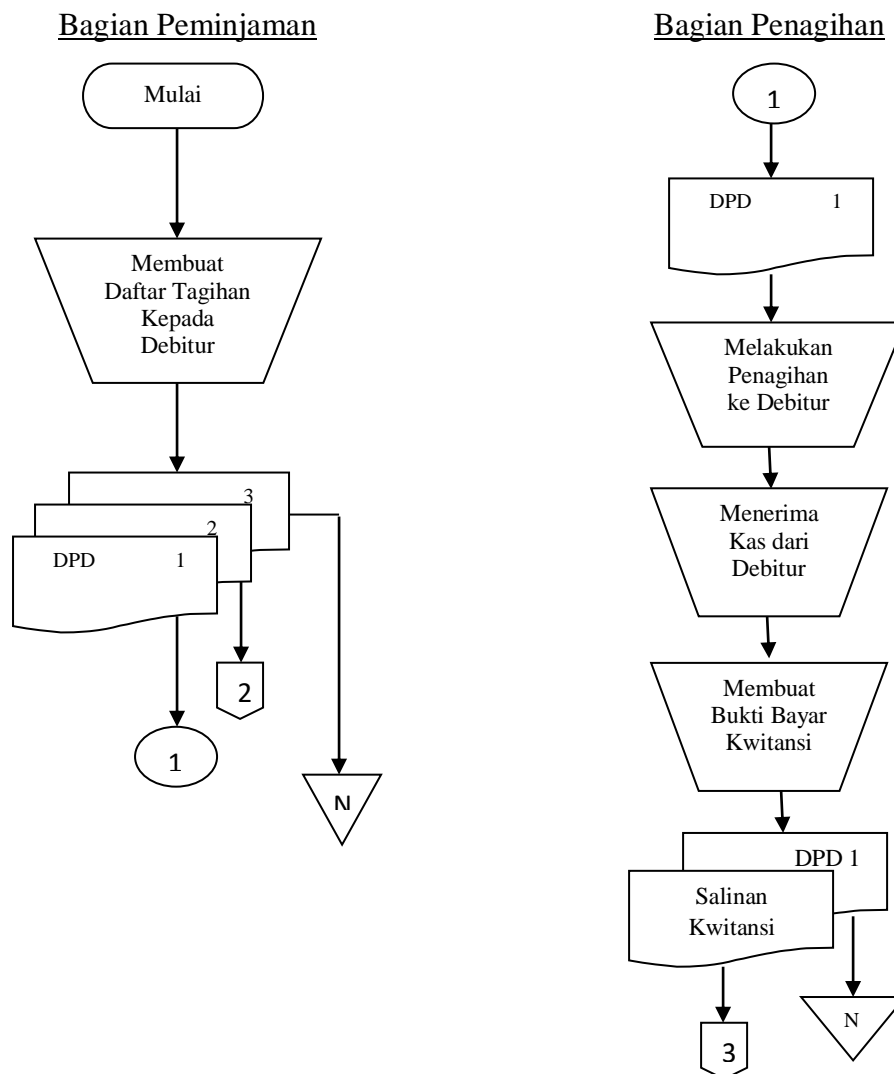 Bagian Peminjaman
Mulai
Membuat
Daftar Tagihan
Kepada
Debitur
3
2
DPD 1
2
1
N
Bagian Penagihan
1
DPD 1
Melakukan
Penagihan
ke Debitur
Menerima
Kas dari
Debitur
Membuat
Bukti Bayar
Kwitansi
DPD 1
Salinan
Kwitansi
N
3